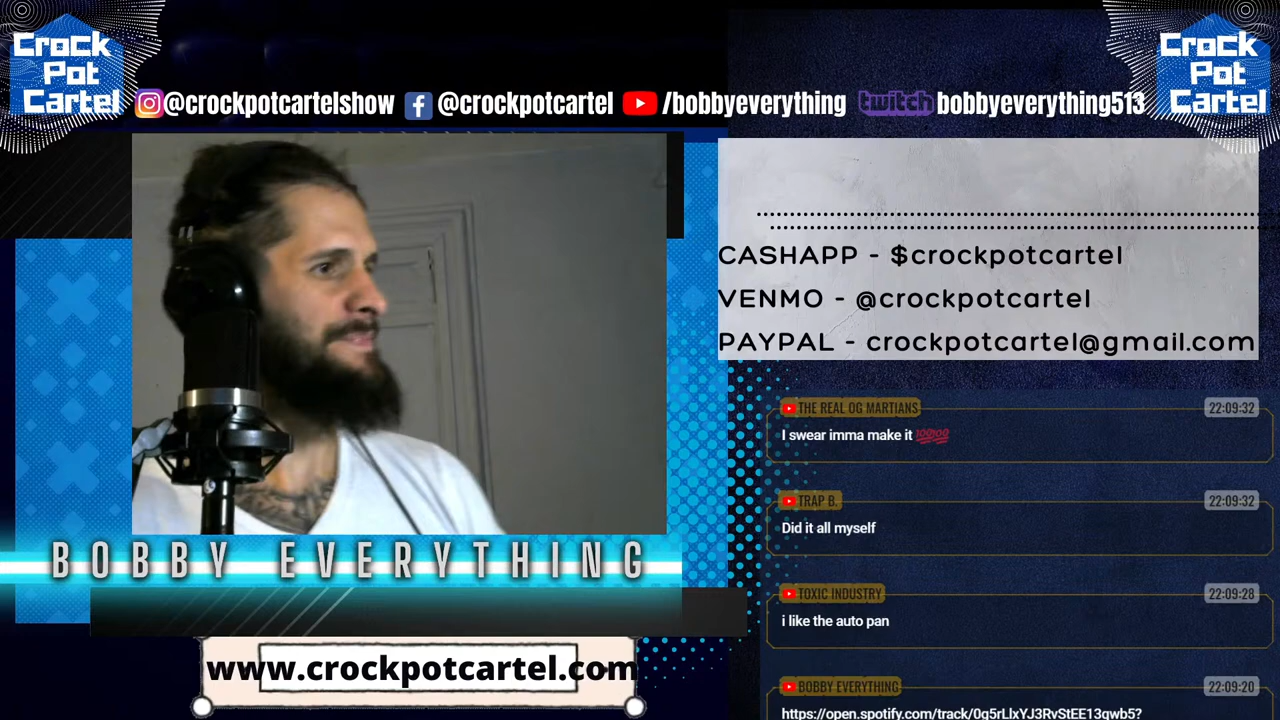 Crock
Pot
Cartel
@crockpotcartelshow @crockpotcartel /bobbyeverything twitch bobbyeverything513
Crock
Pot
Cartel
CASHAPP - $crockpotcartel
VENMO - @crockpotcartel
PAYPAL - crockpotcartel@gmail.com
THE REAL OG MARTIANS 22:09:32
I swear imma make it 💯💯
TRAP B. 22:09:32
Did it all myself
TOXIC INDUSTRY 22:09:28
i like the auto pan
BOBBY EVERYTHING 22:09:20
https://open.spotify.com/track/0g5rLlxYJ3RvStEE13qwb5?
BOBBY EVERYTHING
www.crockpotcartel.com